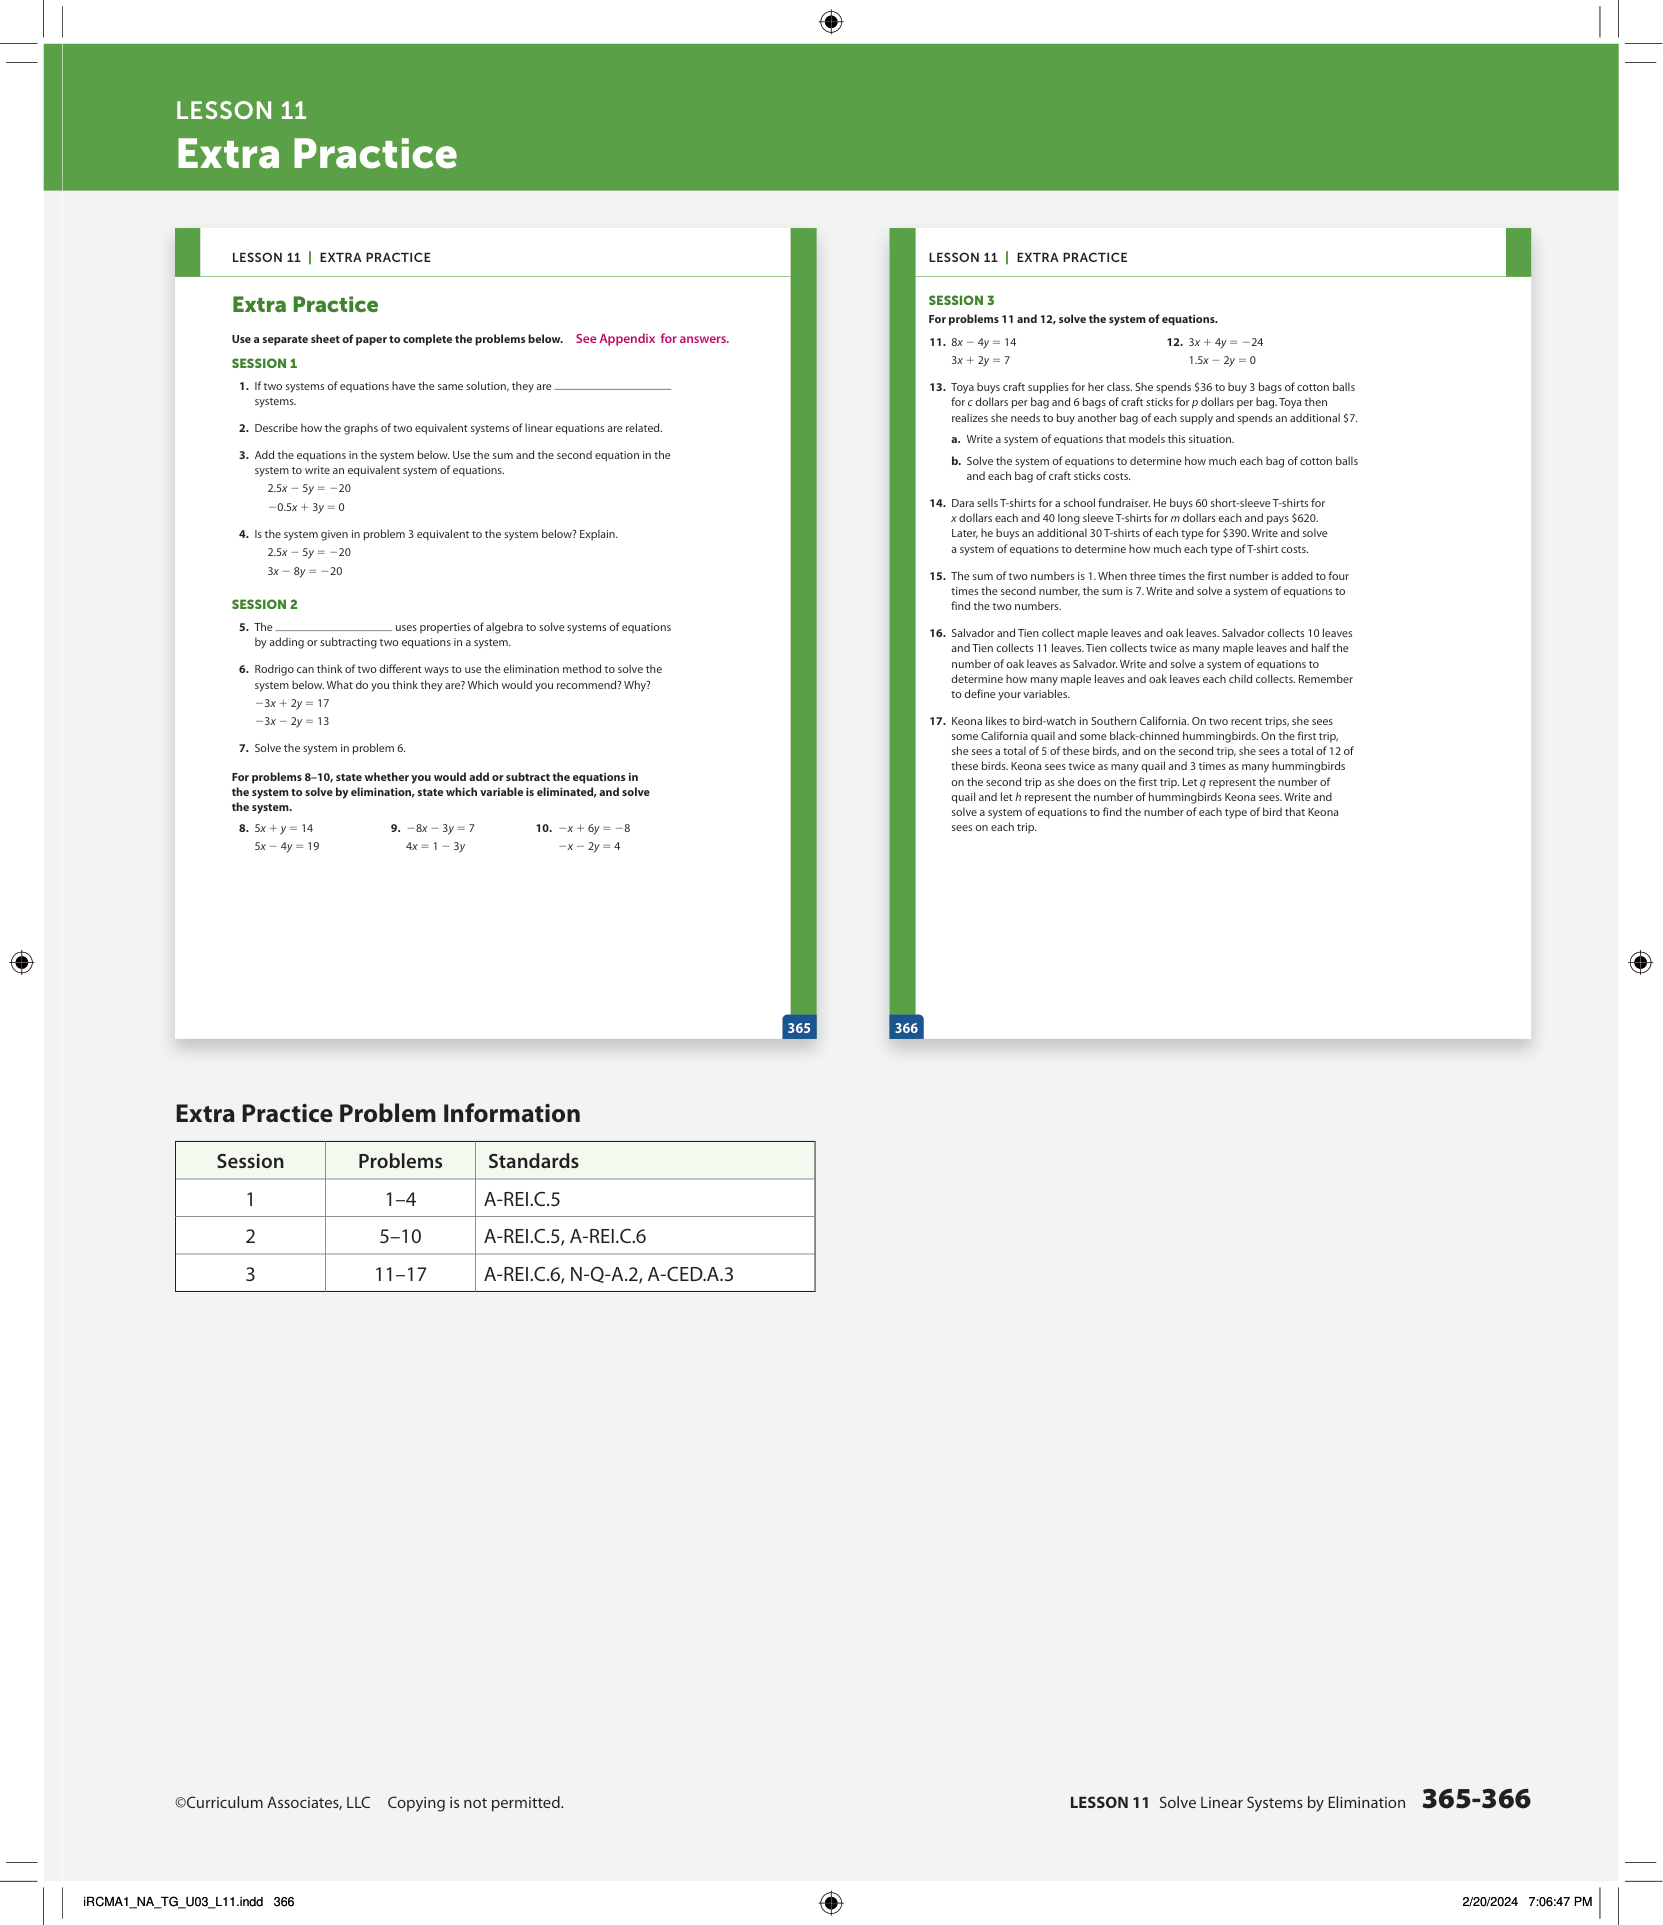 LESSON 11
Extra Practice
LESSON 11 | EXTRA PRACTICE
Extra Practice
Use a separate sheet of paper to complete the problems below. See Appendix for answers.
SESSION 1
1. If two systems of equations have the same solution, they are ____________________
systems.
2. Describe how the graphs of two equivalent systems of linear equations are related.
3. Add the equations in the system below. Use the sum and the second equation in the
system to write an equivalent system of equations.
2.5x − 5y = −20
−0.5x + 3y = 0
4. Is the system given in problem 3 equivalent to the system below? Explain.
2.5x − 5y = −20
3x − 8y = −20
SESSION 2
5. The ____________________ uses properties of algebra to solve systems of equations
by adding or subtracting two equations in a system.
6. Rodrigo can think of two different ways to use the elimination method to solve the
system below. What do you think they are? Which would you recommend? Why?
−3x + 2y = 17
−3x − 2y = 13
7. Solve the system in problem 6.
For problems 8–10, state whether you would add or subtract the equations in
the system to solve by elimination, state which variable is eliminated, and solve
the system.
8. 5x + y = 14 9. −8x − 3y = 7 10. −x + 6y = −8
5x − 4y = 19 4x = 1 − 3y −x − 2y = 4
365
LESSON 11 | EXTRA PRACTICE
SESSION 3
For problems 11 and 12, solve the system of equations.
11. 8x − 4y = 14 12. 3x + 4y = −24
3x + 2y = 7 1.5x − 2y = 0
13. Toya buys craft supplies for her class. She spends $36 to buy 3 bags of cotton balls
for c dollars per bag and 6 bags of craft sticks for p dollars per bag. Toya then
realizes she needs to buy another bag of each supply and spends an additional $7.
a. Write a system of equations that models this situation.
b. Solve the system of equations to determine how much each bag of cotton balls
and each bag of craft sticks costs.
14. Dara sells T-shirts for a school fundraiser. He buys 60 short-sleeve T-shirts for
x dollars each and 40 long sleeve T-shirts for m dollars each and pays $620.
Later, he buys an additional 30 T-shirts of each type for $390. Write and solve
a system of equations to determine how much each type of T-shirt costs.
15. The sum of two numbers is 1. When three times the first number is added to four
times the second number, the sum is 7. Write and solve a system of equations to
find the two numbers.
16. Salvador and Tien collect maple leaves and oak leaves. Salvador collects 10 leaves
and Tien collects 11 leaves. Tien collects twice as many maple leaves and half the
number of oak leaves as Salvador. Write and solve a system of equations to
determine how many maple leaves and oak leaves each child collects. Remember
to define your variables.
17. Keona likes to bird-watch in Southern California. On two recent trips, she sees
some California quail and some black-chinned hummingbirds. On the first trip,
she sees a total of 5 of these birds, and on the second trip, she sees a total of 12 of
these birds. Keona sees twice as many quail and 3 times as many hummingbirds
on the second trip as she does on the first trip. Let q represent the number of
quail and let h represent the number of hummingbirds Keona sees. Write and
solve a system of equations to find the number of each type of bird that Keona
sees on each trip.
366
Extra Practice Problem Information
Session Problems Standards
1 1–4 A-REI.C.5
2 5–10 A-REI.C.5, A-REI.C.6
3 11–17 A-REI.C.6, N-Q-A.2, A-CED.A.3
©Curriculum Associates, LLC Copying is not permitted.
LESSON 11 Solve Linear Systems by Elimination 365-366
iRCMA1_NA_TG_U03_L11.indd 366
2/20/2024 7:06:47 PM